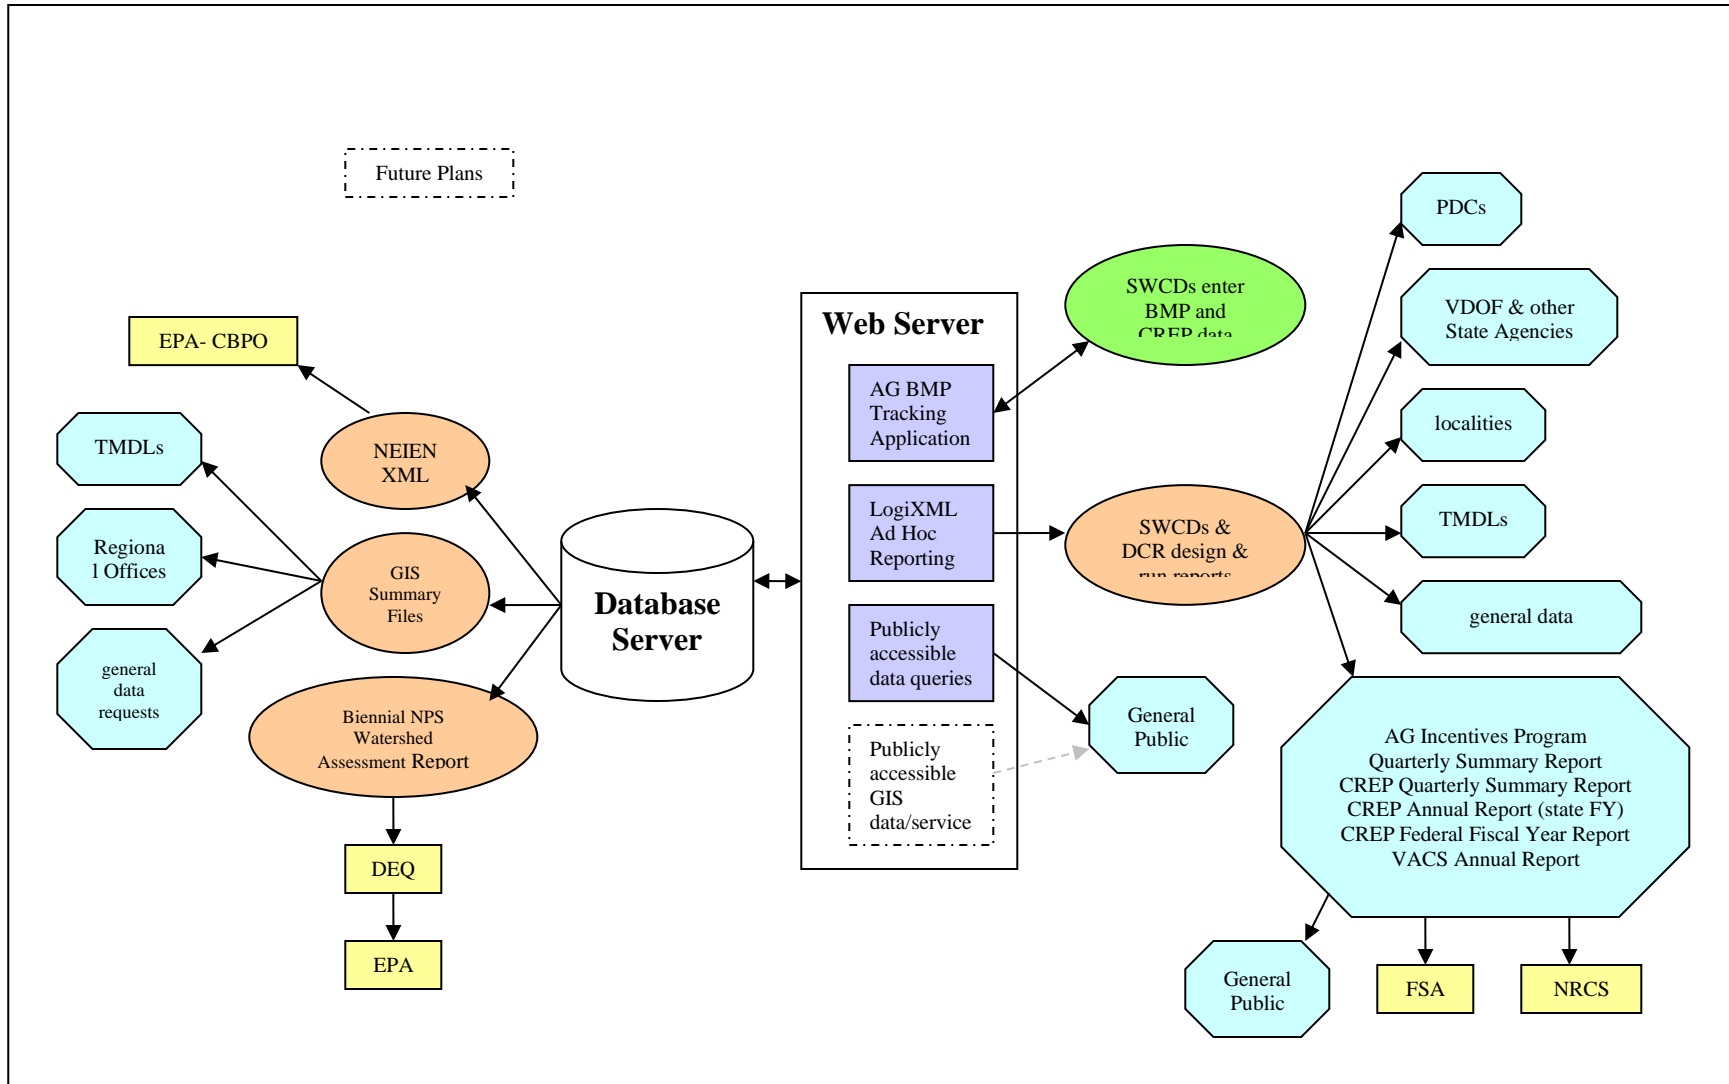 Future Plans
EPA- CBPO
TMDLs
Regiona
l Offices
general
data
requests
NEIEN
XML
GIS
Summary
Files
Biennial NPS
Watershed
Assessment Report
DEQ
EPA
Database
Server
Web Server
AG BMP
Tracking
Application
LogiXML
Ad Hoc
Reporting
Publicly
accessible
data queries
Publicly
accessible
GIS
data/service
SWCDs enter
BMP and
CREP data
SWCDs &
DCR design &
run reports
General
Public
PDCs
VDOF & other
State Agencies
localities
TMDLs
general data
AG Incentives Program
Quarterly Summary Report
CREP Quarterly Summary Report
CREP Annual Report (state FY)
CREP Federal Fiscal Year Report
VACS Annual Report
General
Public
FSA
NRCS